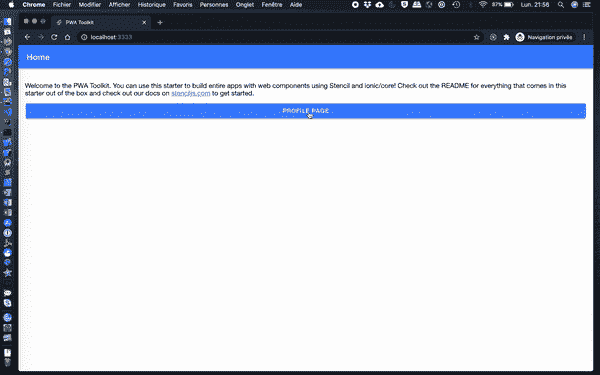 Chrome Fichier Modifier Afficher Historique Favoris Personnes Onglet Fenêtre Aide 87% Lun. 21:56
PWA Toolkit
localhost:3333 Navigation privée
Home
Welcome to the PWA Toolkit. You can use this starter to build entire apps with web components using Stencil and ionic/core! Check out the README for everything that comes in this
starter out of the box and check out our docs on stenciljs.com to get started.
PROFILE PAGE